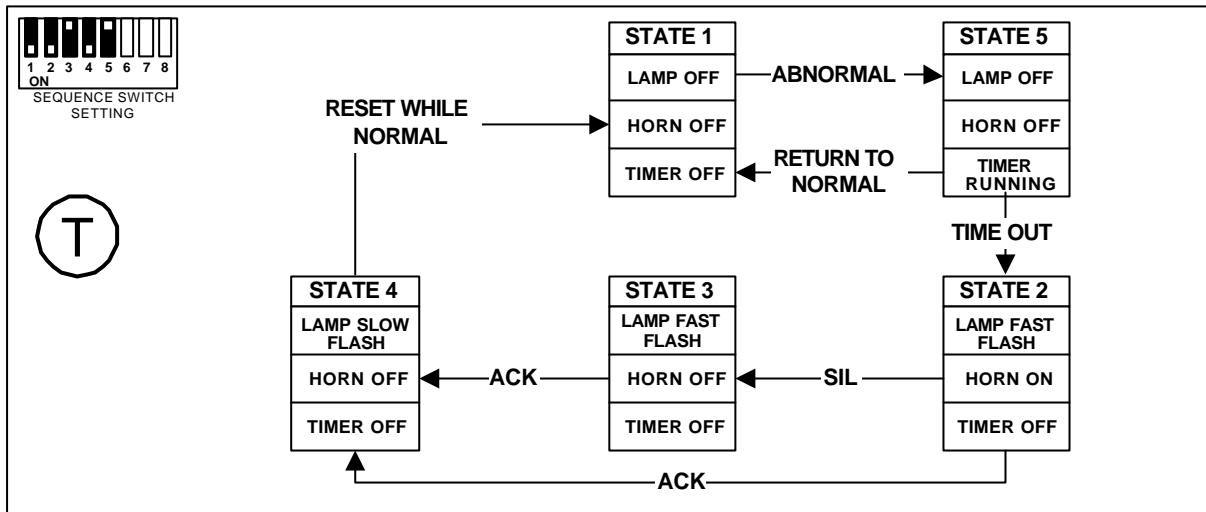 1 2 3 4 5 6 7 8
ON
SEQUENCE SWITCH
SETTING
T
STATE 1
LAMP OFF
HORN OFF
TIMER OFF
ABNORMAL
RETURN TO
NORMAL
STATE 5
LAMP OFF
HORN OFF
TIMER
RUNNING
TIME OUT
RESET WHILE
NORMAL
STATE 4
LAMP SLOW
FLASH
HORN OFF
TIMER OFF
ACK
STATE 3
LAMP FAST
FLASH
HORN OFF
TIMER OFF
SIL
STATE 2
LAMP FAST
FLASH
HORN ON
TIMER OFF
ACK